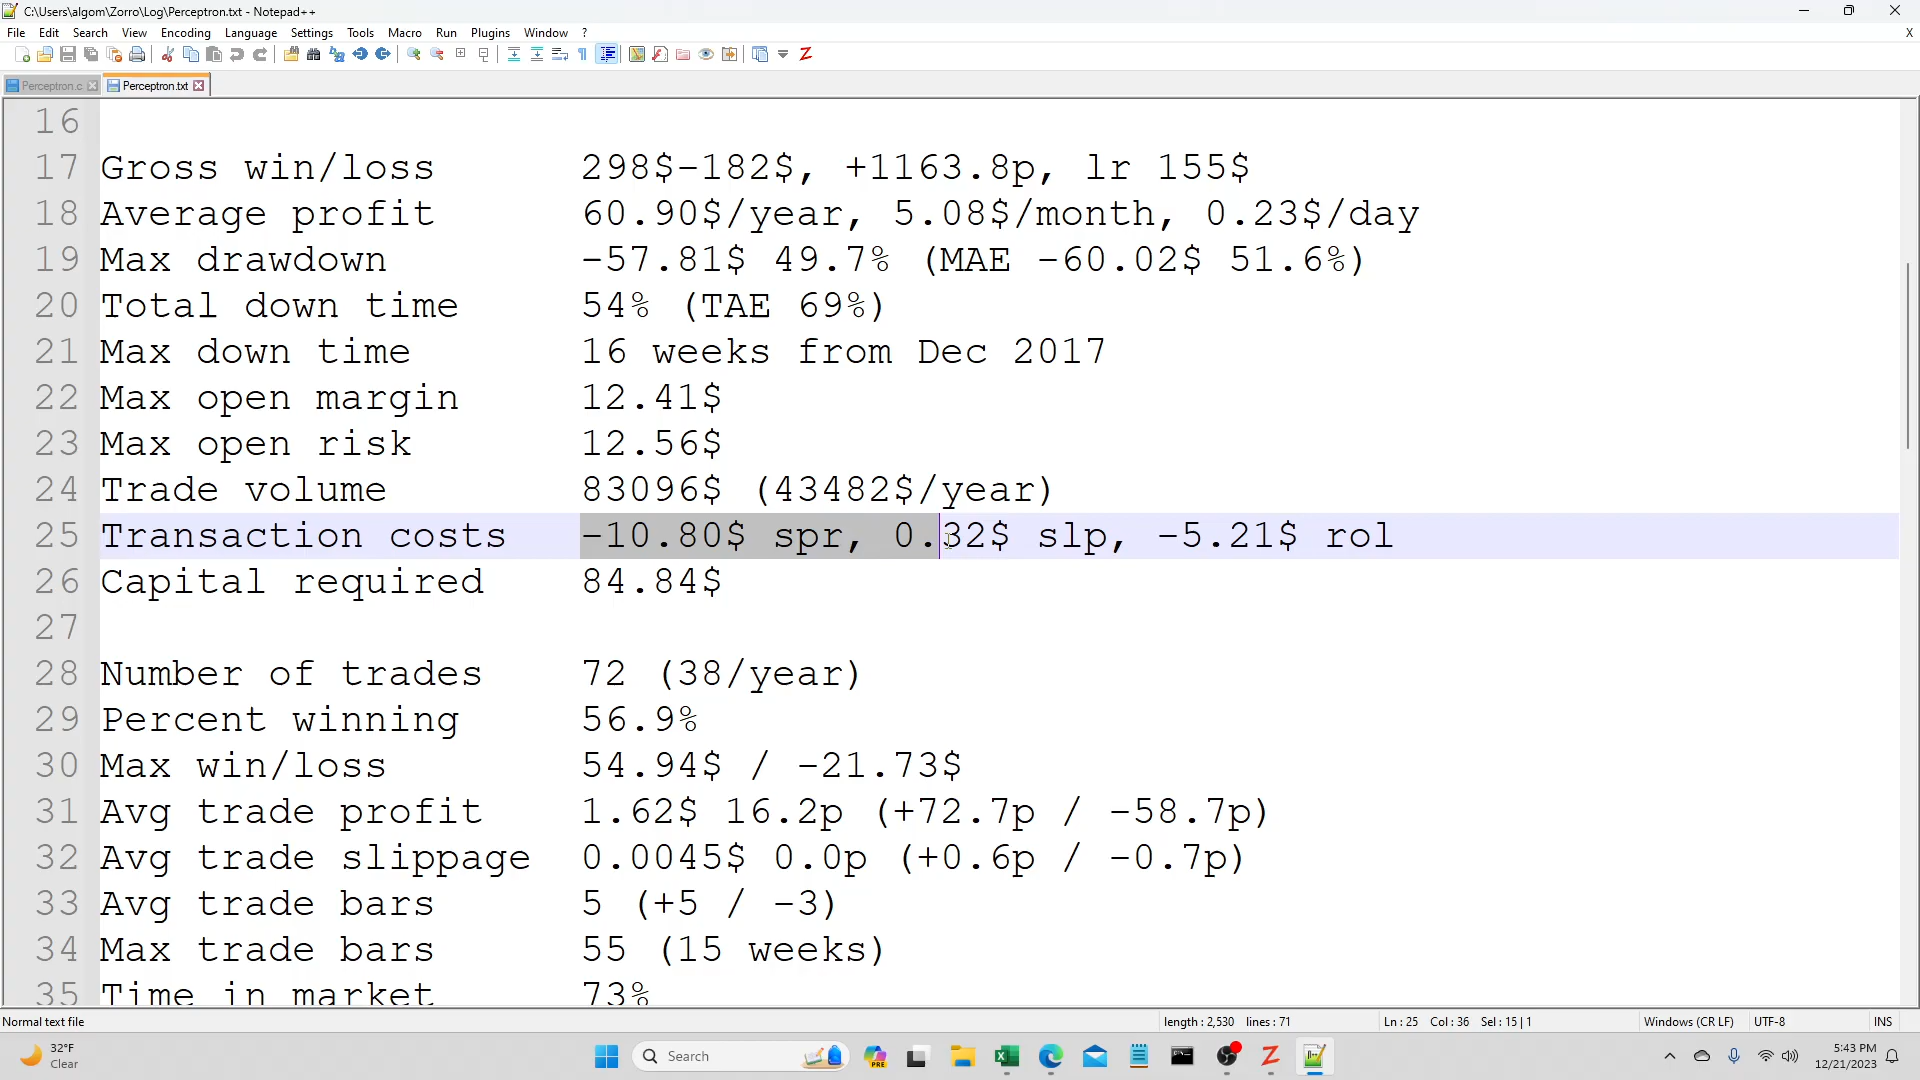 C:\Users\algom\Zorro\Log\Perceptron.txt - Notepad++
File Edit Search View Encoding Language Settings Tools Macro Run Plugins Window ? X
Perceptron.c Perceptron.txt
16
17 Gross win/loss 298$-182$, +1163.8p, lr 155$
18 Average profit 60.90$/year, 5.08$/month, 0.23$/day
19 Max drawdown -57.81$ 49.7% (MAE -60.02$ 51.6%)
20 Total down time 54% (TAE 69%)
21 Max down time 16 weeks from Dec 2017
22 Max open margin 12.41$
23 Max open risk 12.56$
24 Trade volume 83096$ (43482$/year)
25 Transaction costs -10.80$ spr, 0.32$ slp, -5.21$ rol
26 Capital required 84.84$
27
28 Number of trades 72 (38/year)
29 Percent winning 56.9%
30 Max win/loss 54.94$ / -21.73$
31 Avg trade profit 1.62$ 16.2p (+72.7p / -58.7p)
32 Avg trade slippage 0.0045$ 0.0p (+0.6p / -0.7p)
33 Avg trade bars 5 (+5 / -3)
34 Max trade bars 55 (15 weeks)
35 Time in market 73%
Normal text file length : 2,530 lines : 71 Ln : 25 Col : 36 Sel : 15 | 1 Windows (CR LF) UTF-8 INS
32°F
Clear
Search
PRE
5:43 PM
12/21/2023